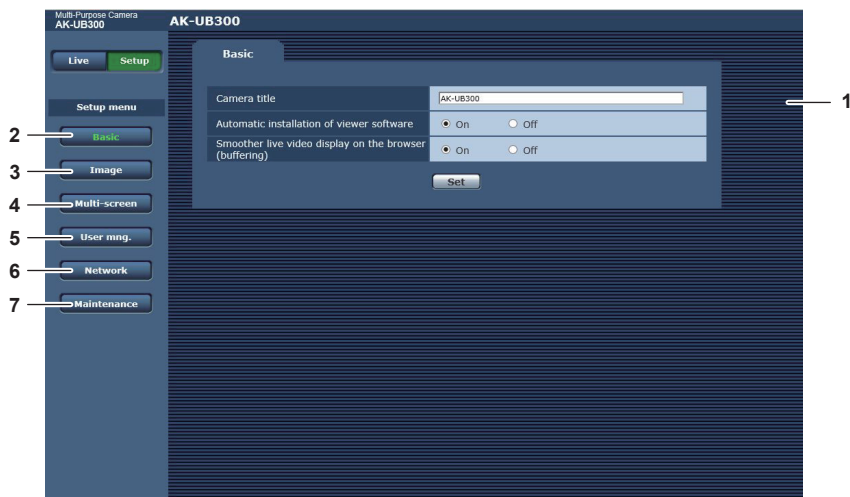 Multi-Purpose Camera
AK-UB300
AK-UB300
Live
Setup
Basic
Setup menu
Camera title
AK-UB300
1
Automatic installation of viewer software
On
Off
2
Basic
Smoother live video display on the browser
(buffering)
On
Off
3
Image
Set
4
Multi-screen
5
User mng.
6
Network
7
Maintenance